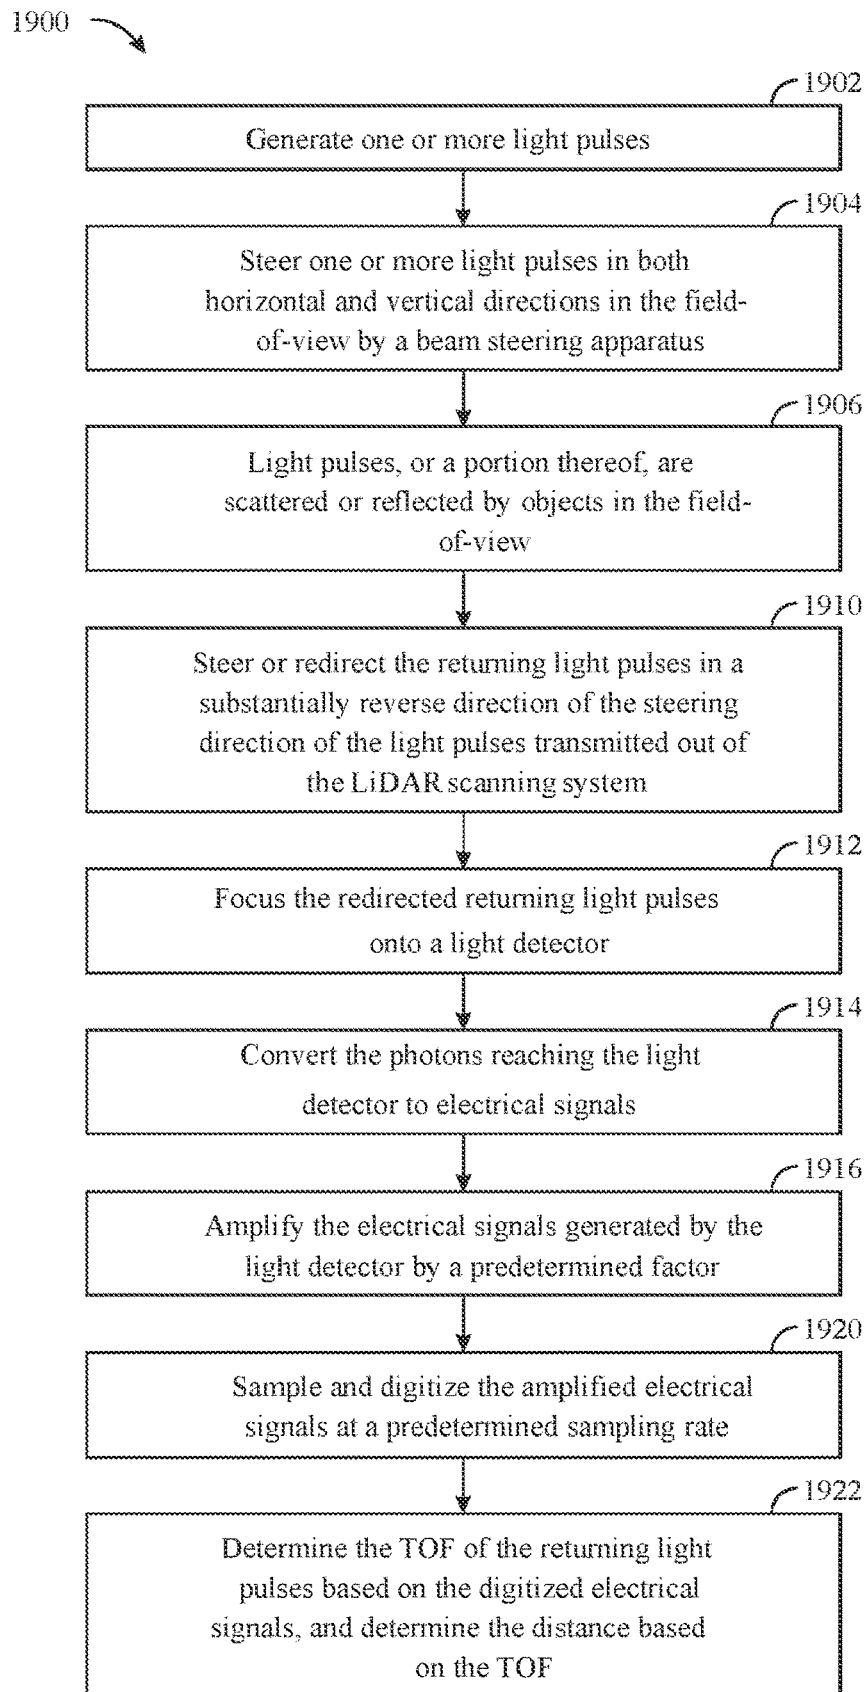 1900
1902
Generate one or more light pulses
1904
Steer one or more light pulses in both
horizontal and vertical directions in the field-
of-view by a beam steering apparatus
1906
Light pulses, or a portion thereof, are
scattered or reflected by objects in the field-
of-view
1910
Steer or redirect the returning light pulses in a
substantially reverse direction of the steering
direction of the light pulses transmitted out of
the LiDAR scanning system
1912
Focus the redirected returning light pulses
onto a light detector
1914
Convert the photons reaching the light
detector to electrical signals
1916
Amplify the electrical signals generated by the
light detector by a predetermined factor
1920
Sample and digitize the amplified electrical
signals at a predetermined sampling rate
1922
Determine the TOF of the returning light
pulses based on the digitized electrical
signals, and determine the distance based
on the TOF